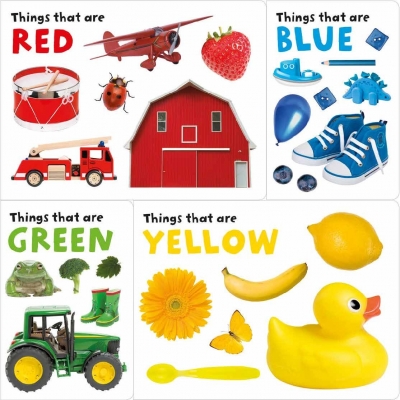 Things that are
RED
Things that are
BLUE
Things that are
GREEN
Things that are
YELLOW